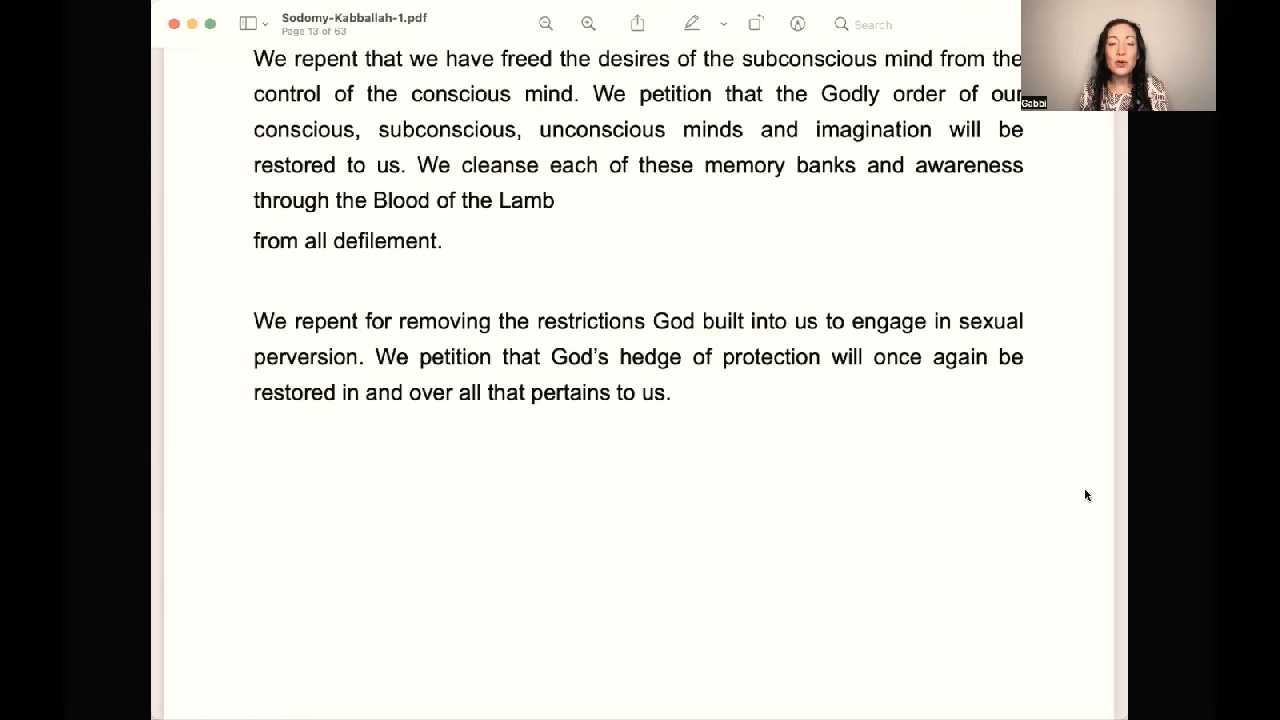 Sodomy-Kabballah-1.pdf
Page 13 of 63
Search
We repent that we have freed the desires of the subconscious mind from the
control of the conscious mind. We petition that the Godly order of our
conscious, subconscious, unconscious minds and imagination will be
restored to us. We cleanse each of these memory banks and awareness
through the Blood of the Lamb
from all defilement.
We repent for removing the restrictions God built into us to engage in sexual
perversion. We petition that God's hedge of protection will once again be
restored in and over all that pertains to us.
Gabbi